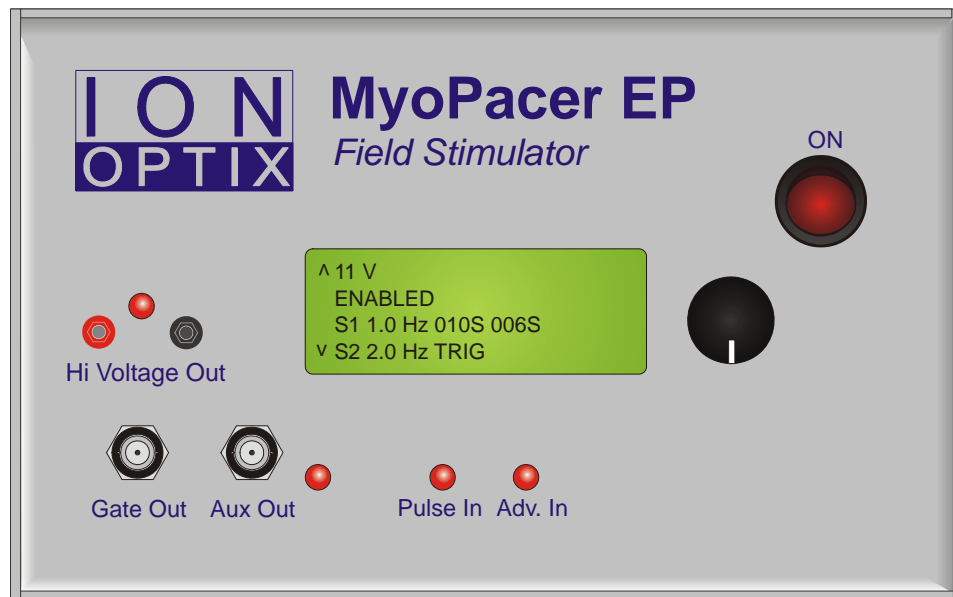 ION
OPTIX
MyoPacer EP
Field Stimulator
ON
^ 11 V
ENABLED
S1 1.0 Hz 010S 006S
v S2 2.0 Hz TRIG
Hi Voltage Out
Gate Out
Aux Out
Pulse In
Adv. In